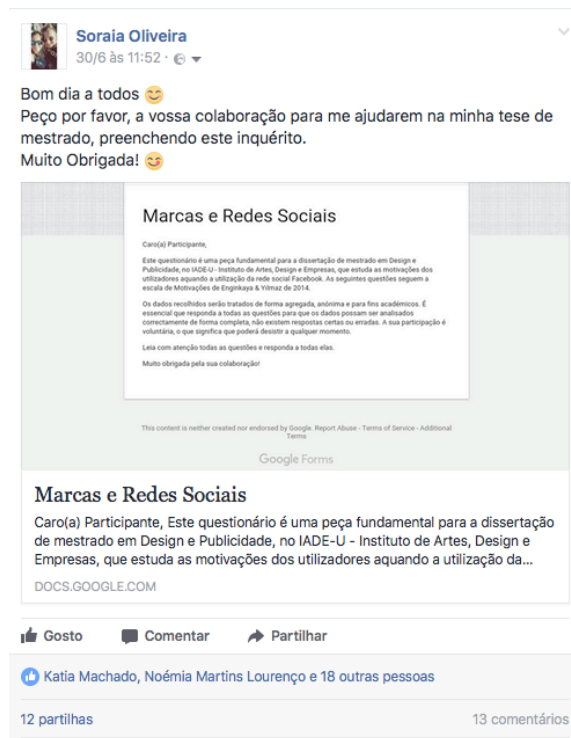 Soraia Oliveira
30/6 às 11:52 ·
Bom dia a todos 😊
Peço por favor, a vossa colaboração para me ajudarem na minha tese de
mestrado, preenchendo este inquérito.
Muito Obrigada! 😋
Marcas e Redes Sociais
Caro(a) Participante,
Este questionário é uma peça fundamental para a dissertação de mestrado em Design e
Publicidade, no IADE-U - Instituto de Artes, Design e Empresas, que estuda as motivações dos
utilizadores aquando a utilização da rede social Facebook. As seguintes questões seguem a
escala de Motivações de Enginkaya & Yılmaz de 2014.
Os dados recolhidos serão tratados de forma agregada, anónima e para fins académicos. É
essencial que responda a todas as questões para que os dados possam ser analisados
correctamente de forma completa, não existem respostas certas ou erradas. A sua participação é
voluntária, o que significa que poderá desistir a qualquer momento.
Leia com atenção todas as questões e responda a todas elas.
Muito obrigada pela sua colaboração!
This content is neither created nor endorsed by Google. Report Abuse - Terms of Service - Additional
Terms
Google Forms
Marcas e Redes Sociais
Caro(a) Participante, Este questionário é uma peça fundamental para a dissertação
de mestrado em Design e Publicidade, no IADE-U - Instituto de Artes, Design e
Empresas, que estuda as motivações dos utilizadores aquando a utilização da...
DOCS.GOOGLE.COM
Gosto Comentar Partilhar
Katia Machado, Noémia Martins Lourenço e 18 outras pessoas
12 partilhas 13 comentários